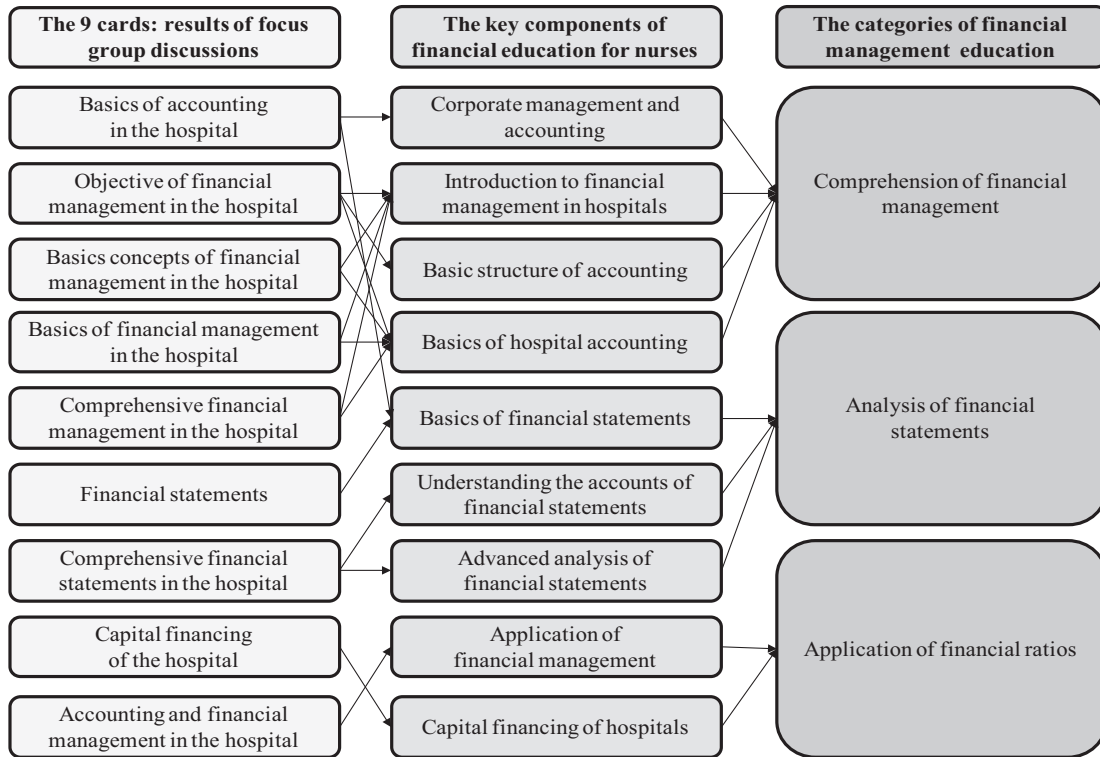 The 9 cards: results of focus
group discussions
Basics of accounting
in the hospital
Objective of financial
management in the hospital
Basics concepts of financial
management in the hospital
Basics of financial management
in the hospital
Comprehensive financial
management in the hospital
Financial statements
Comprehensive financial
statements in the hospital
Capital financing
of the hospital
Accounting and financial
management in the hospital
The key components of
financial education for nurses
Corporate management and
accounting
Introduction to financial
management in hospitals
Basic structure of accounting
Basics of hospital accounting
Basics of financial statements
Understanding the accounts of
financial statements
Advanced analysis of
financial statements
Application of
financial management
Capital financing of hospitals
The categories of financial
management education
Comprehension of financial
management
Analysis of financial
statements
Application of financial ratios